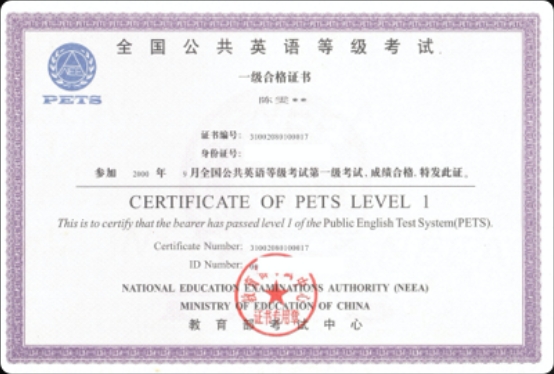 全国公共英语等级考试
PETS
一级合格证书
陈雯**
证书编号: 31002080100817
身份证号:
参加 2000 年 9 月全国公共英语等级考试第一级考试,成绩合格,特发此证。
CERTIFICATE OF PETS LEVEL 1
This is to certify that the bearer has passed level 1 of the Public English Test System(PETS).
Certificate Number: 31002080100817
ID Number:
NATIONAL EDUCATION EXAMINATIONS AUTHORITY (NEEA)
MINISTRY OF EDUCATION OF CHINA
教育部考试中心
证书专用章